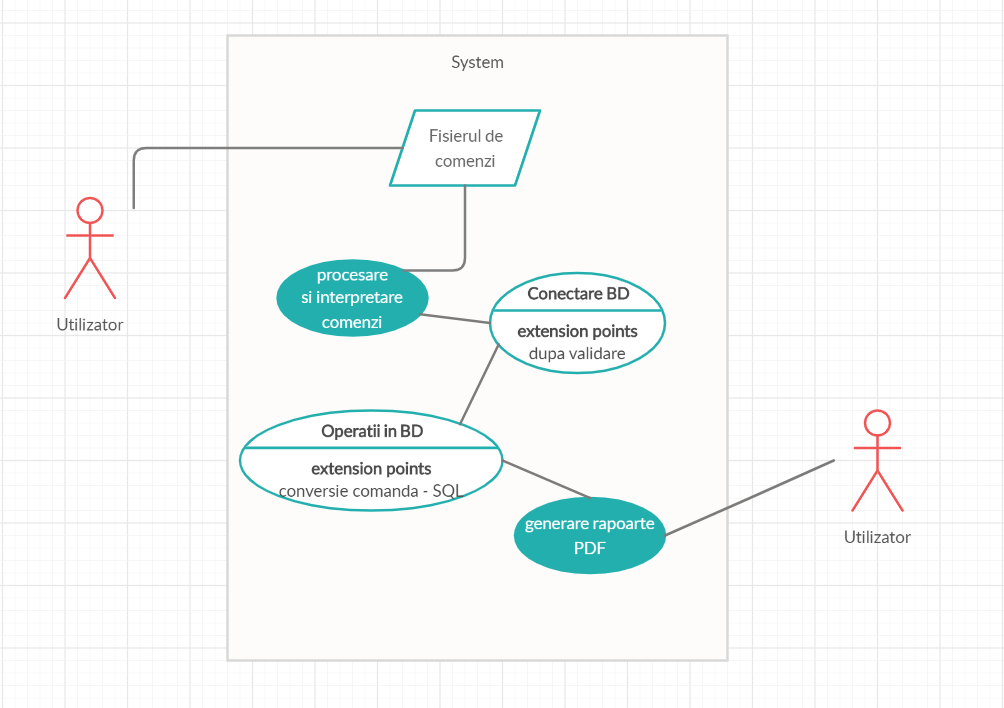 System
Fisierul de
comenzi
procesare
si interpretare
comenzi
Conectare BD
extension points
dupa validare
Utilizator
Operatii in BD
extension points
conversie comanda - SQL
generare rapoarte
PDF
Utilizator